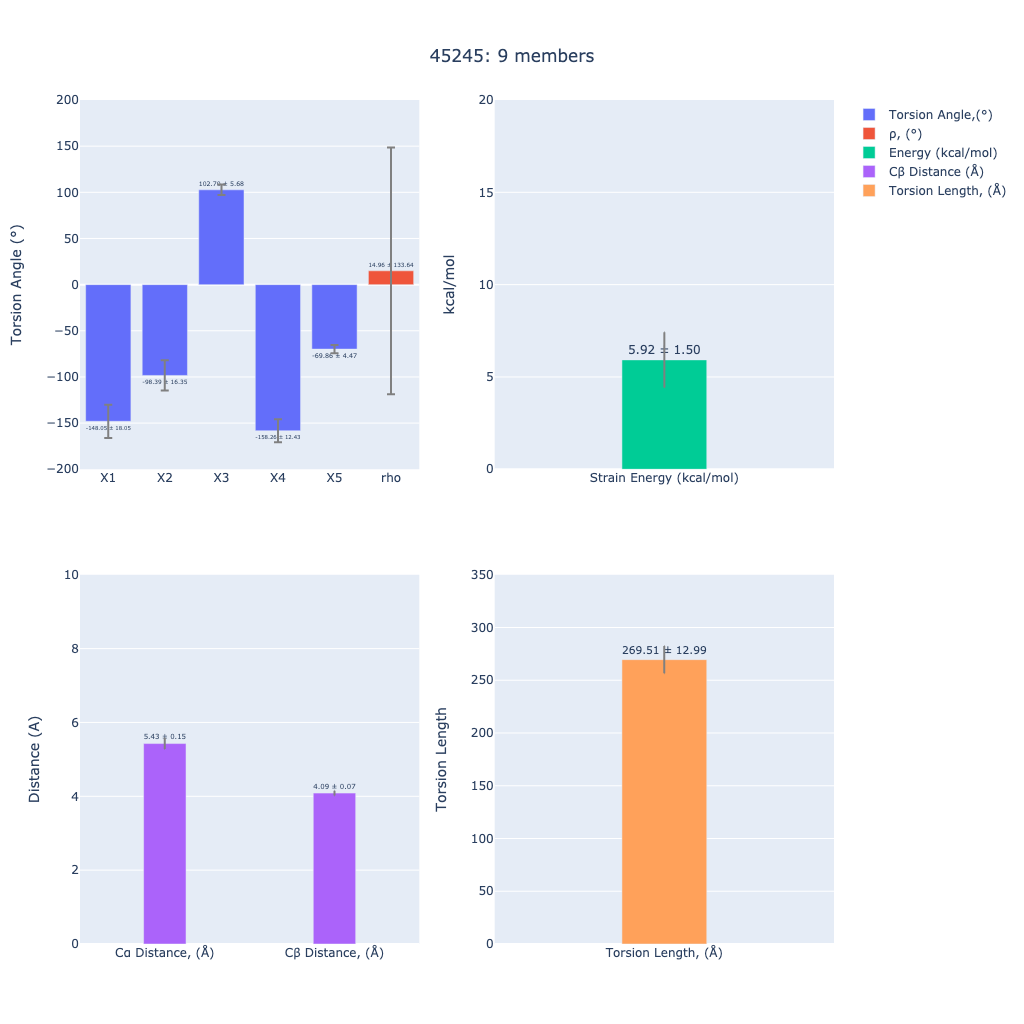 45245: 9 members
Torsion Angle (°)
200
150
100
50
0
−50
−100
−150
−200
-148.05 ± 18.05
-98.39 ± 16.35
± 5.68
-158.26 ± 12.43
-69.86 ± 4.47
14.96 ± 133.64
X1 X2 X3 X4 X5 rho
kcal/mol
20
15
10
5
0
5.92 ± 1.50
Strain Energy (kcal/mol)
Torsion Angle,(°)
ρ, (°)
Energy (kcal/mol)
Cβ Distance (Å)
Torsion Length, (Å)
Distance (A)
10
8
6
4
2
0
5.43 ± 0.15
4.09 ± 0.07
Cα Distance, (Å) Cβ Distance, (Å)
Torsion Length
350
300
250
200
150
100
50
0
269.51 ± 12.99
Torsion Length, (Å)